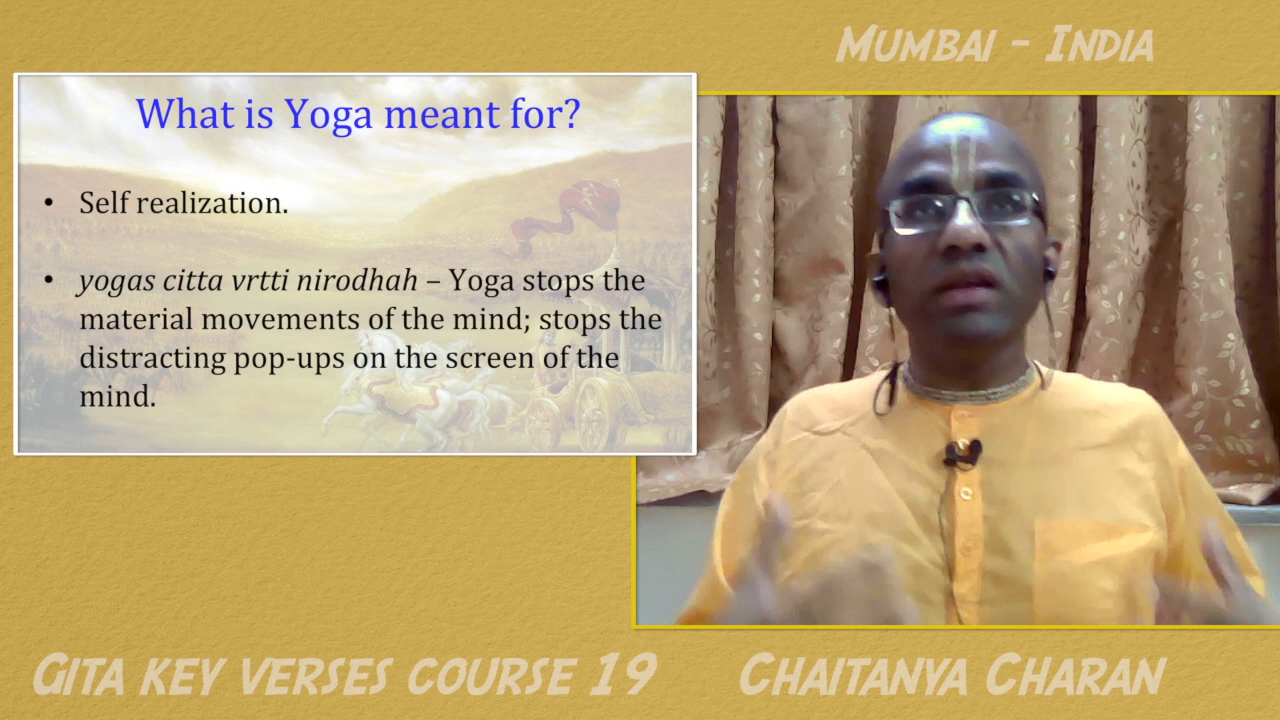 MUMBAI - INDIA
What is Yoga meant for?
• Self realization.
• yogas citta vrtti nirodhah – Yoga stops the
material movements of the mind; stops the
distracting pop-ups on the screen of the
mind.
GITA KEY VERSES COURSE 19
CHAITANYA CHARAN